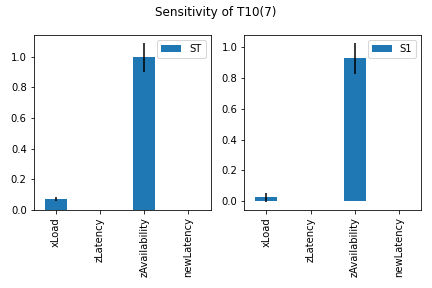 Sensitivity of T10(7)
ST
1.0
0.8
0.6
0.4
0.2
0.0
xLoad
zLatency
zAvailability
newLatency
S1
1.0
0.8
0.6
0.4
0.2
0.0
xLoad
zLatency
zAvailability
newLatency